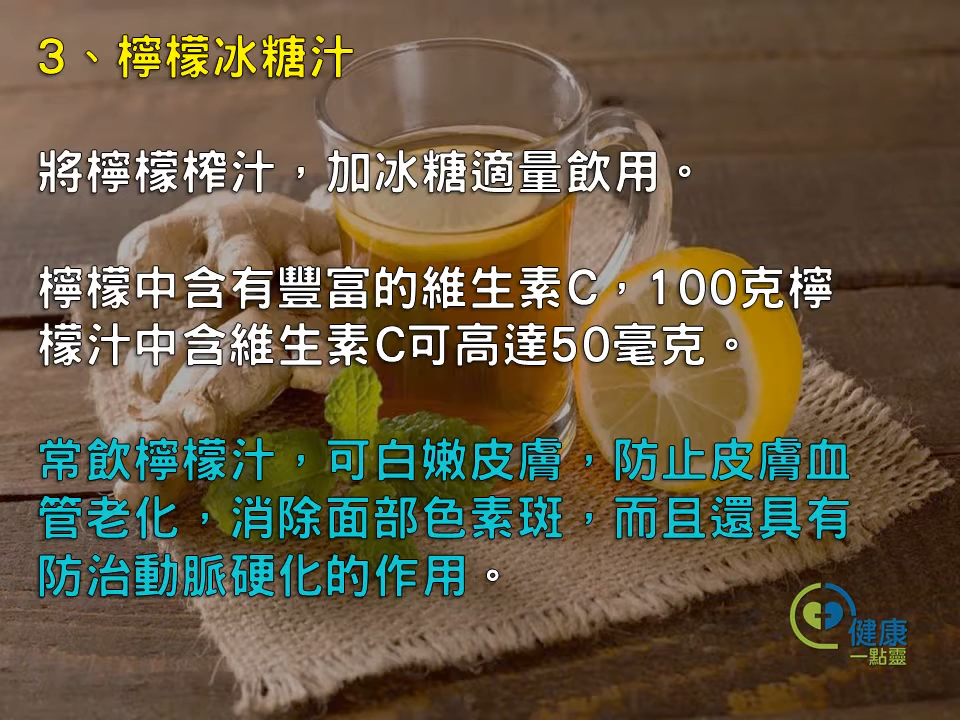 3、檸檬冰糖汁
將檸檬榨汁，加冰糖適量飲用。
檸檬中含有豐富的維生素C，100克檸
檬汁中含維生素C可高達50毫克。
常飲檸檬汁，可白嫩皮膚，防止皮膚血
管老化，消除面部色素斑，而且還具有
防治動脈硬化的作用。
健康
一點靈